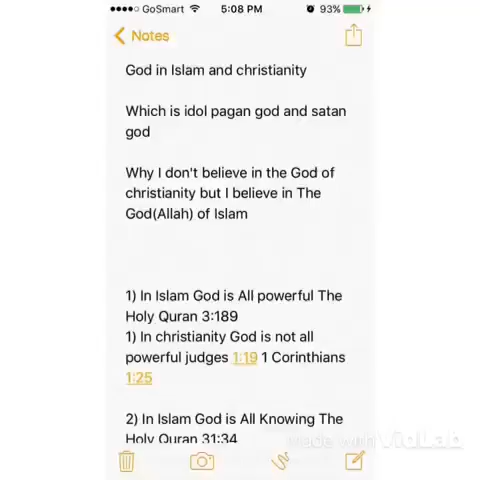 GoSmart 5:08 PM 93%
Notes
God in Islam and christianity
Which is idol pagan god and satan
god
Why I don't believe in the God of
christianity but I believe in The
God(Allah) of Islam
1) In Islam God is All powerful The
Holy Quran 3:189
1) In christianity God is not all
powerful judges 1:19 1 Corinthians
1:25
2) In Islam God is All Knowing The
Holy Quran 31:34
Made with VidLab